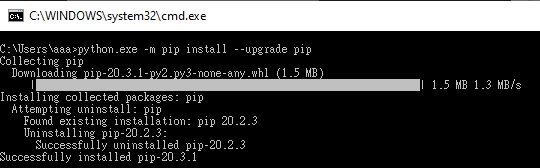 C:\WINDOWS\system32\cmd.exe
C:\Users\aaa>python.exe -m pip install --upgrade pip
Collecting pip
  Downloading pip-20.3.1-py2.py3-none-any.whl (1.5 MB)
     |                                | 1.5 MB 1.3 MB/s
Installing collected packages: pip
  Attempting uninstall: pip
    Found existing installation: pip 20.2.3
    Uninstalling pip-20.2.3:
      Successfully uninstalled pip-20.2.3
Successfully installed pip-20.3.1